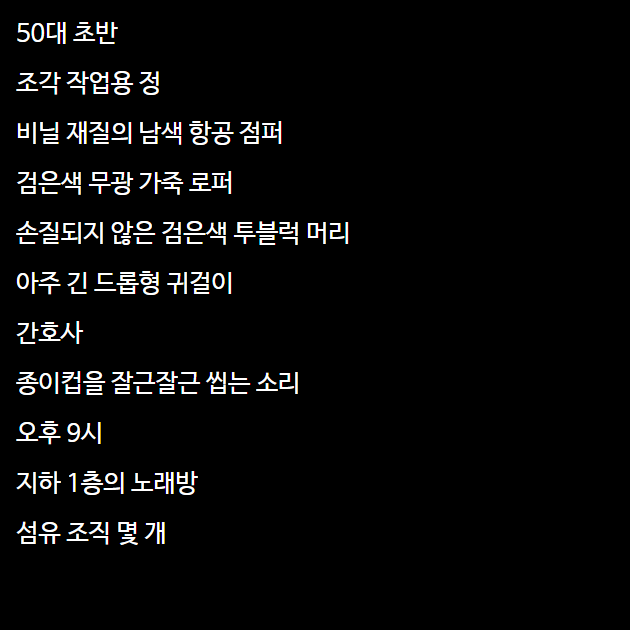 50대 초반
조각 작업용 정
비닐 재질의 남색 항공 점퍼
검은색 무광 가죽 로퍼
손질되지 않은 검은색 투블럭 머리
아주 긴 드롭형 귀걸이
간호사
종이컵을 잘근잘근 씹는 소리
오후 9시
지하 1층의 노래방
섬유 조직 몇 개